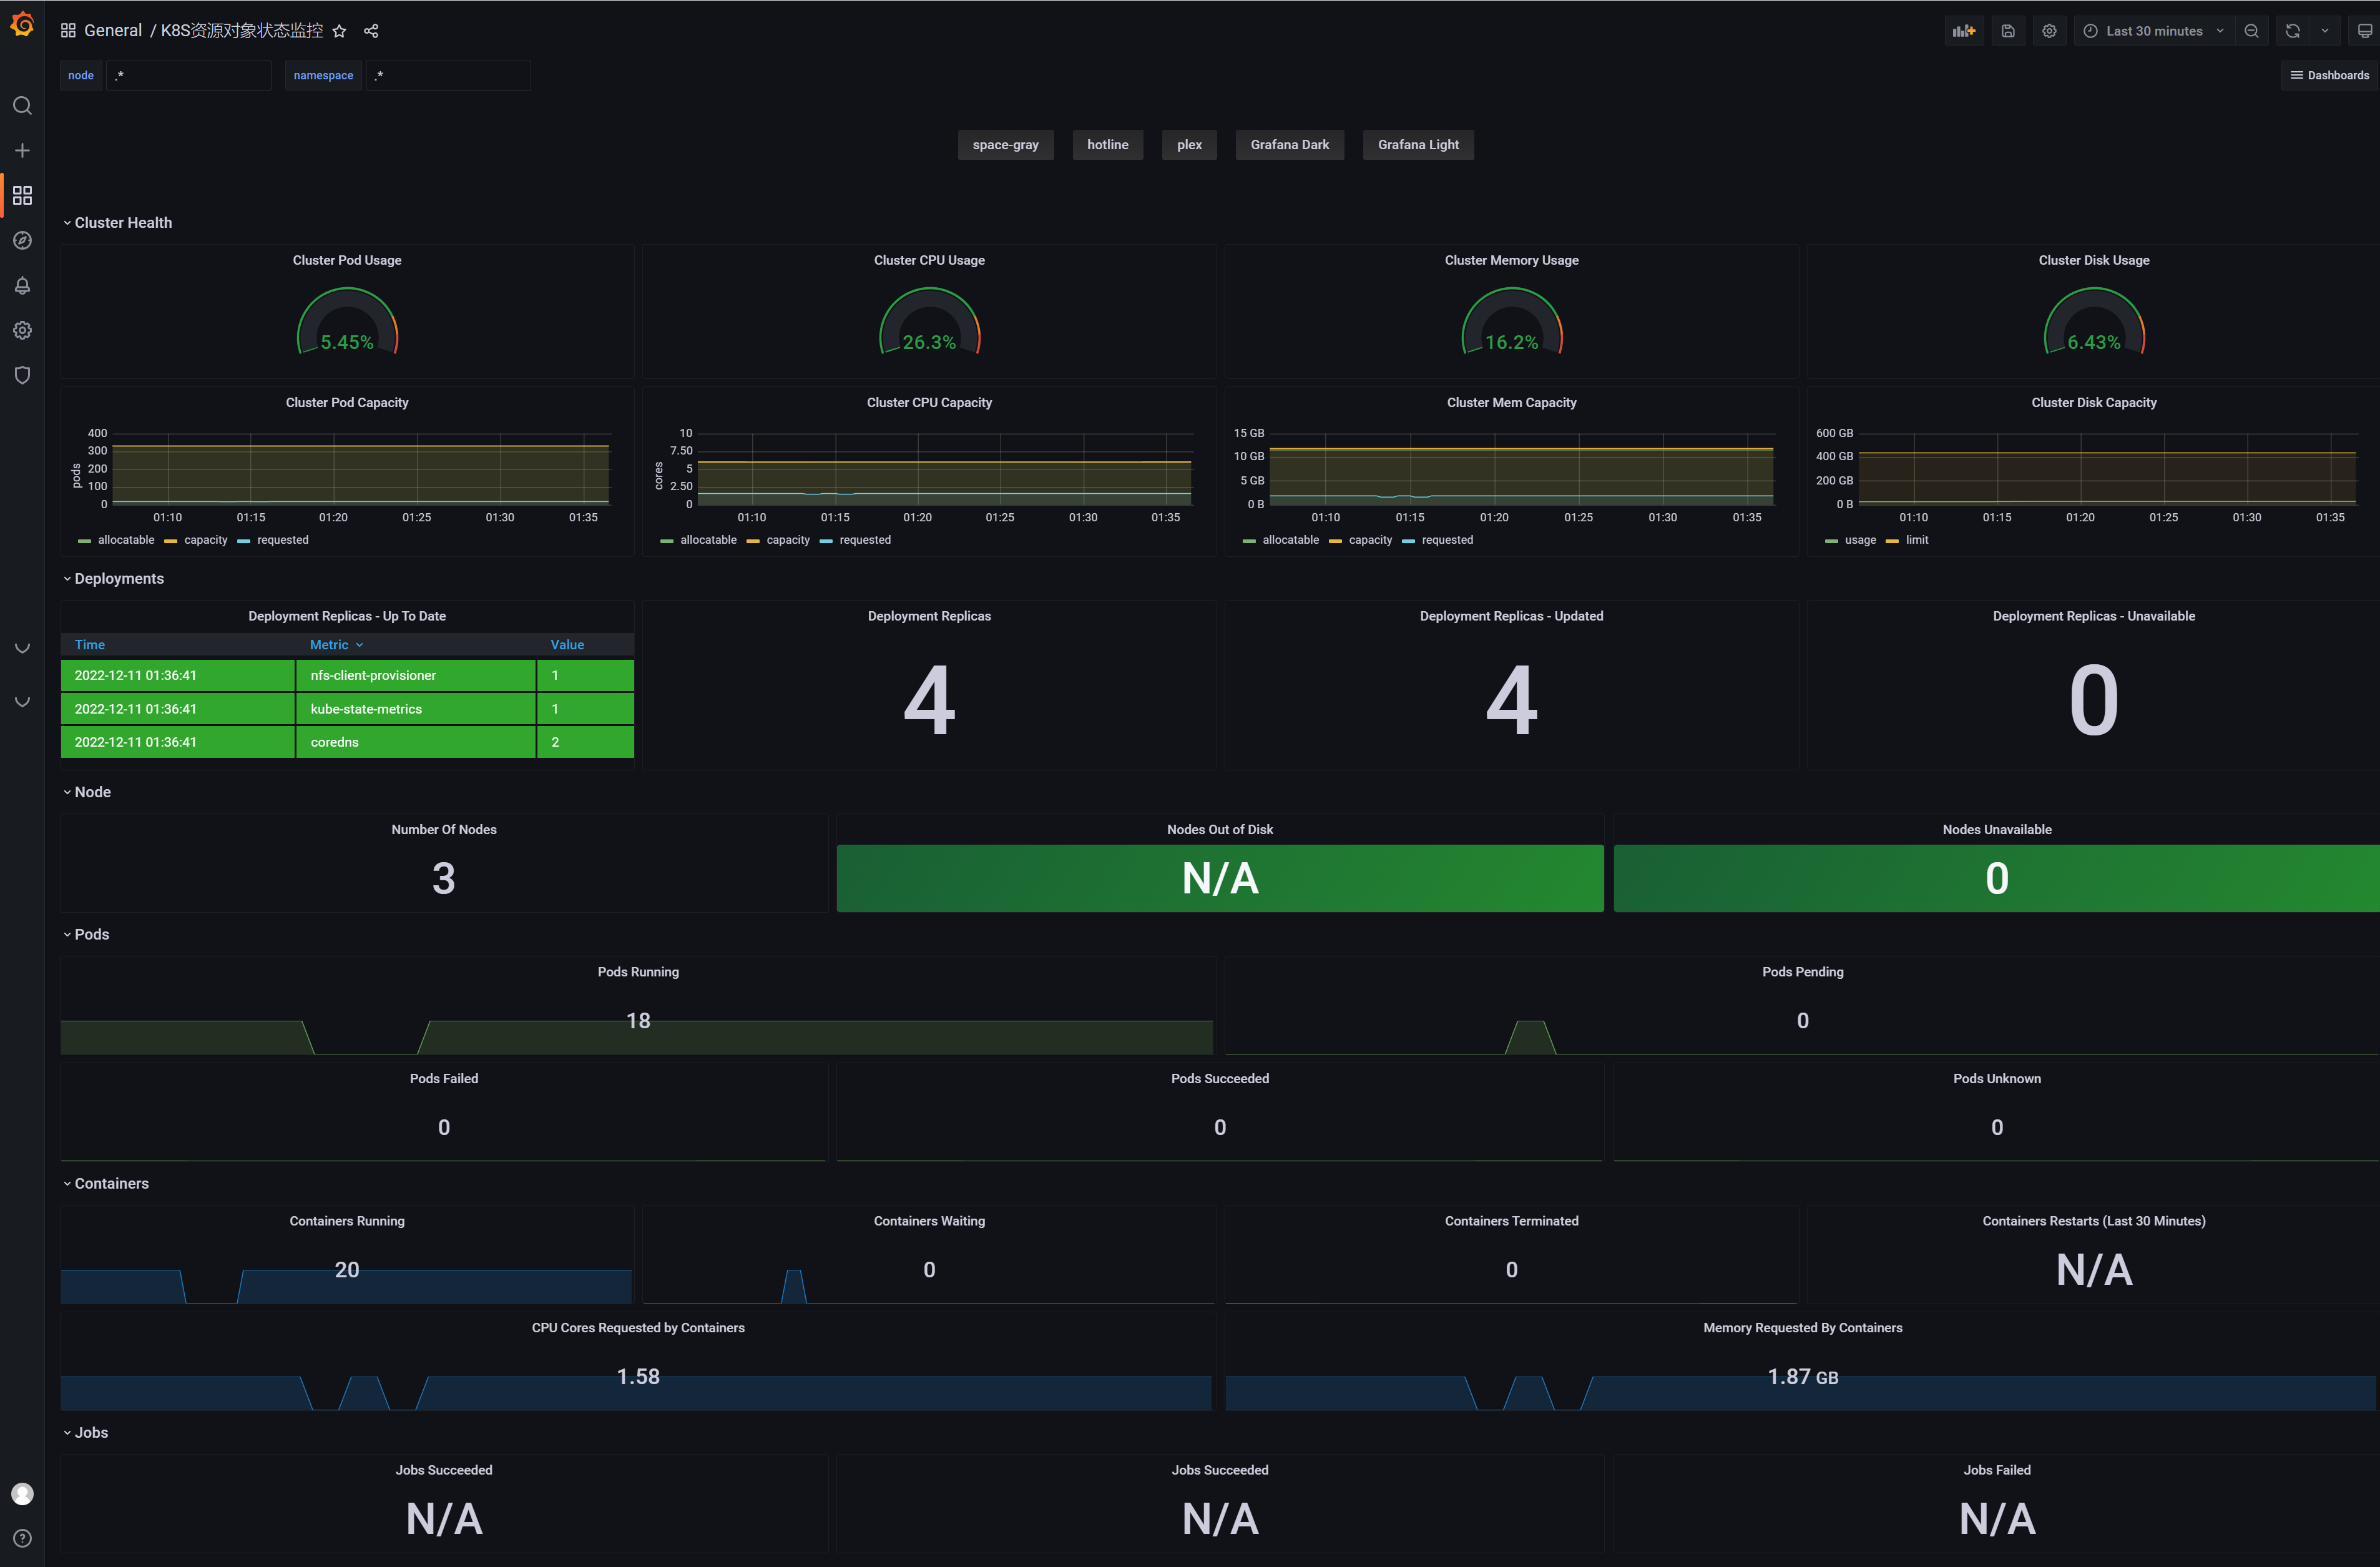 General / K8S资源对象状态监控 Last 30 minutes
node .* namespace .* Dashboards
space-gray hotline plex Grafana Dark Grafana Light
Cluster Health
Cluster Pod Usage Cluster CPU Usage Cluster Memory Usage Cluster Disk Usage
5.45% 26.3% 16.2% 6.43%
Cluster Pod Capacity Cluster CPU Capacity Cluster Mem Capacity Cluster Disk Capacity
400 10 15 GB 600 GB
300 7.50 10 GB 400 GB
200 5 5 GB 200 GB
100 2.50
0 0 0 B 0 B
pods cores
01:10 01:15 01:20 01:25 01:30 01:35 01:10 01:15 01:20 01:25 01:30 01:35 01:10 01:15 01:20 01:25 01:30 01:35 01:10 01:15 01:20 01:25 01:30 01:35
allocatable capacity requested allocatable capacity requested allocatable capacity requested usage limit
Deployments
Deployment Replicas - Up To Date Deployment Replicas Deployment Replicas - Updated Deployment Replicas - Unavailable
Time Metric Value
2022-12-11 01:36:41 nfs-client-provisioner 1
2022-12-11 01:36:41 kube-state-metrics 1
2022-12-11 01:36:41 coredns 2
4 4 0
Node
Number Of Nodes Nodes Out of Disk Nodes Unavailable
3 N/A 0
Pods
Pods Running Pods Pending
18 0
Pods Failed Pods Succeeded Pods Unknown
0 0 0
Containers
Containers Running Containers Waiting Containers Terminated Containers Restarts (Last 30 Minutes)
20 0 0 N/A
CPU Cores Requested by Containers Memory Requested By Containers
1.58 1.87 GB
Jobs
Jobs Succeeded Jobs Succeeded Jobs Failed
N/A N/A N/A